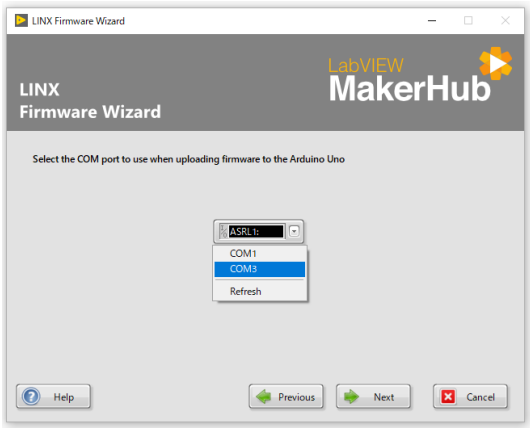 LINX Firmware Wizard
LabVIEW
MakerHub
LINX
Firmware Wizard
Select the COM port to use when uploading firmware to the Arduino Uno
ASRL1:
COM1
COM3
Refresh
Help
Previous
Next
Cancel